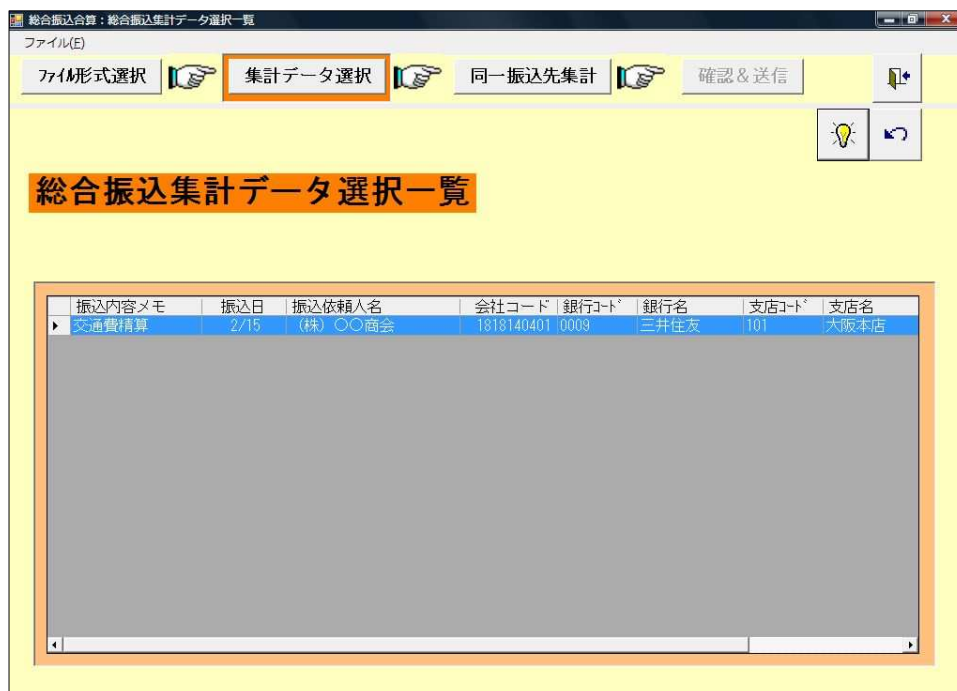 総合振込合算:総合振込集計データ選択一覧
ファイル(F)
ファイル形式選択 集計データ選択 同一振込先集計 確認&送信
総合振込集計データ選択一覧
振込内容メモ 振込日 振込依頼人名 会社コード 銀行コード 銀行名 支店コード 支店名
交通費精算 2/15 (株)〇〇商会 1818140401 0009 三井住友 101 大阪本店